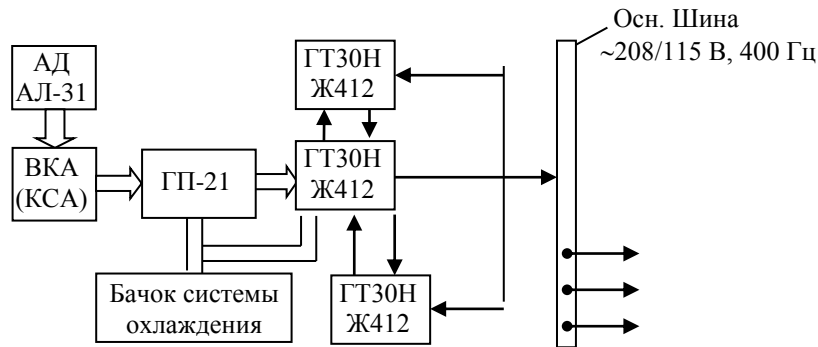 Осн. Шина
~208/115 В, 400 Гц
АД
АЛ-31
ГТ30Н
Ж412
ВКА
(КСА)
ГП-21
ГТ30Н
Ж412
Бачок системы
охлаждения
ГТ30Н
Ж412